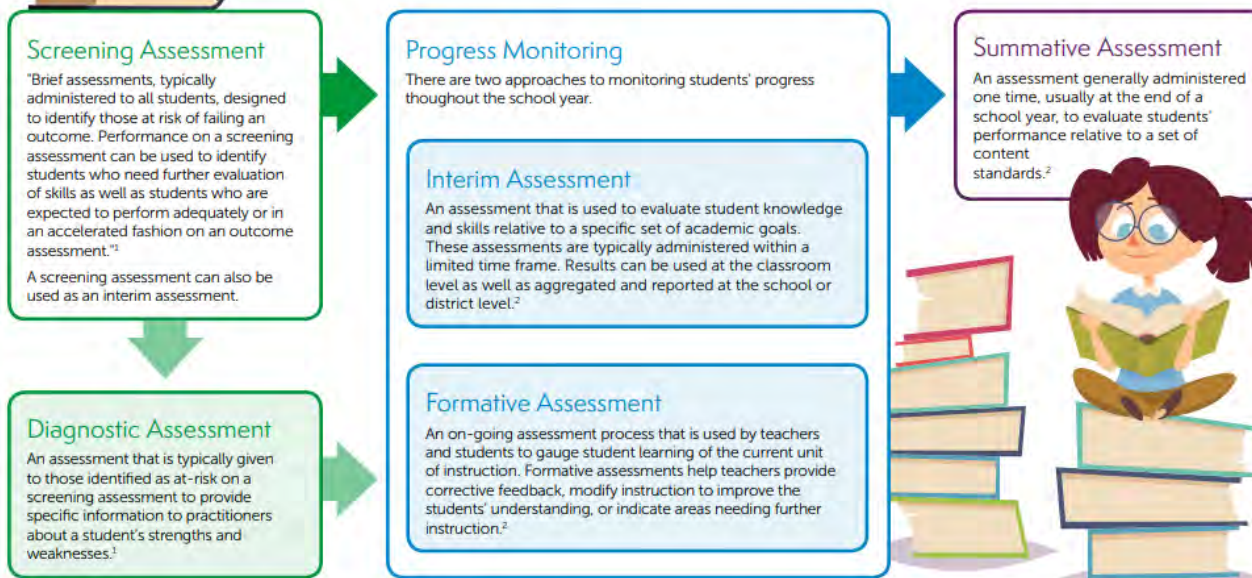 Screening Assessment
"Brief assessments, typically
administered to all students, designed
to identify those at risk of failing an
outcome. Performance on a screening
assessment can be used to identify
students who need further evaluation
of skills as well as students who are
expected to perform adequately or in
an accelerated fashion on an outcome
assessment."1
A screening assessment can also be
used as an interim assessment.
Diagnostic Assessment
An assessment that is typically given
to those identified as at-risk on a
screening assessment to provide
specific information to practitioners
about a student's strengths and
weaknesses.1
Progress Monitoring
There are two approaches to monitoring students' progress
thoughout the school year.
Interim Assessment
An assessment that is used to evaluate student knowledge
and skills relative to a specific set of academic goals.
These assessments are typically administered within a
limited time frame. Results can be used at the classroom
level as well as aggregated and reported at the school or
district level.2
Formative Assessment
An on-going assessment process that is used by teachers
and students to gauge student learning of the current unit
of instruction. Formative assessments help teachers provide
corrective feedback, modify instruction to improve the
students' understanding, or indicate areas needing further
instruction.2
Summative Assessment
An assessment generally administered
one time, usually at the end of a
school year, to evaluate students'
performance relative to a set of
content
standards.2